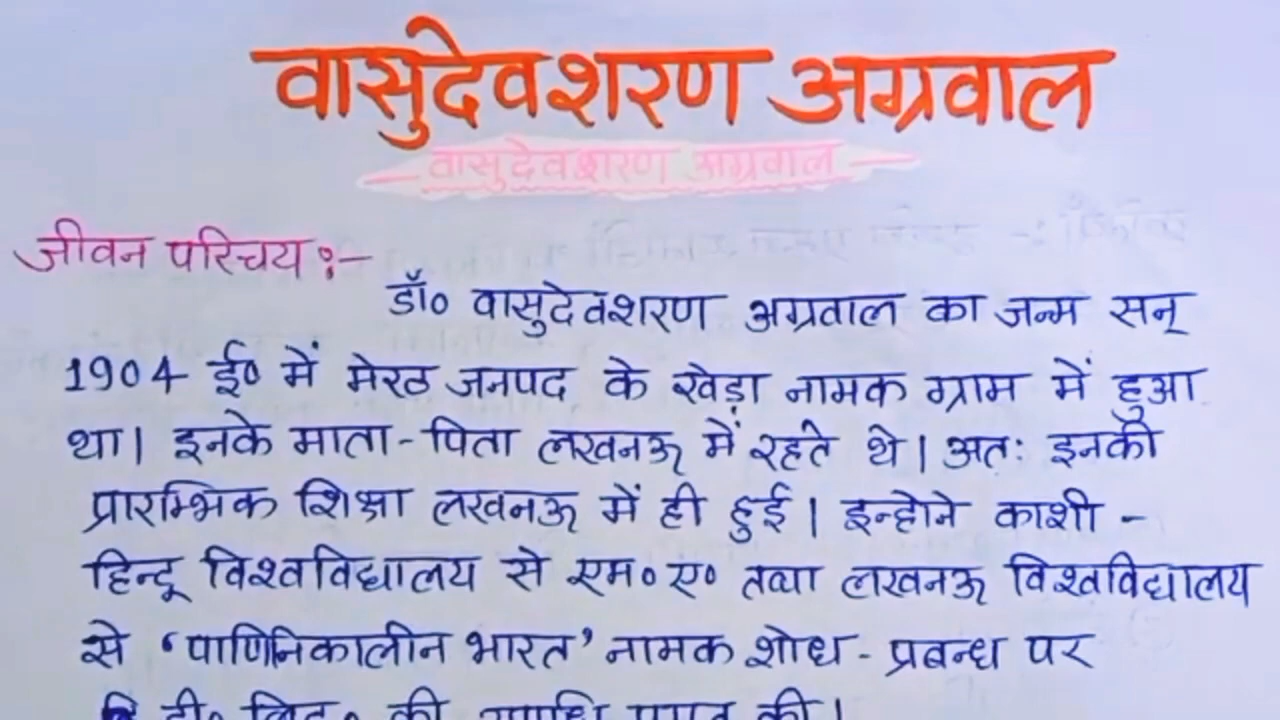 वासुदेवशरण अग्रवाल
वासुदेवशरण अग्रवाल
जीवन परिचय :-
डॉ० वासुदेवशरण अग्रवाल का जन्म सन्
1904 ई० में मेरठ जनपद के खेड़ा नामक ग्राम में हुआ
था। इनके माता-पिता लखनऊ में रहते थे। अतः इनकी
प्रारम्भिक शिक्षा लखनऊ में ही हुई। इन्होने काशी -
हिन्दू विश्वविद्यालय से एम० ए० तथा लखनऊ विश्वविद्यालय
से 'पाणिनिकालीन भारत' नामक शोध - प्रबन्ध पर
की